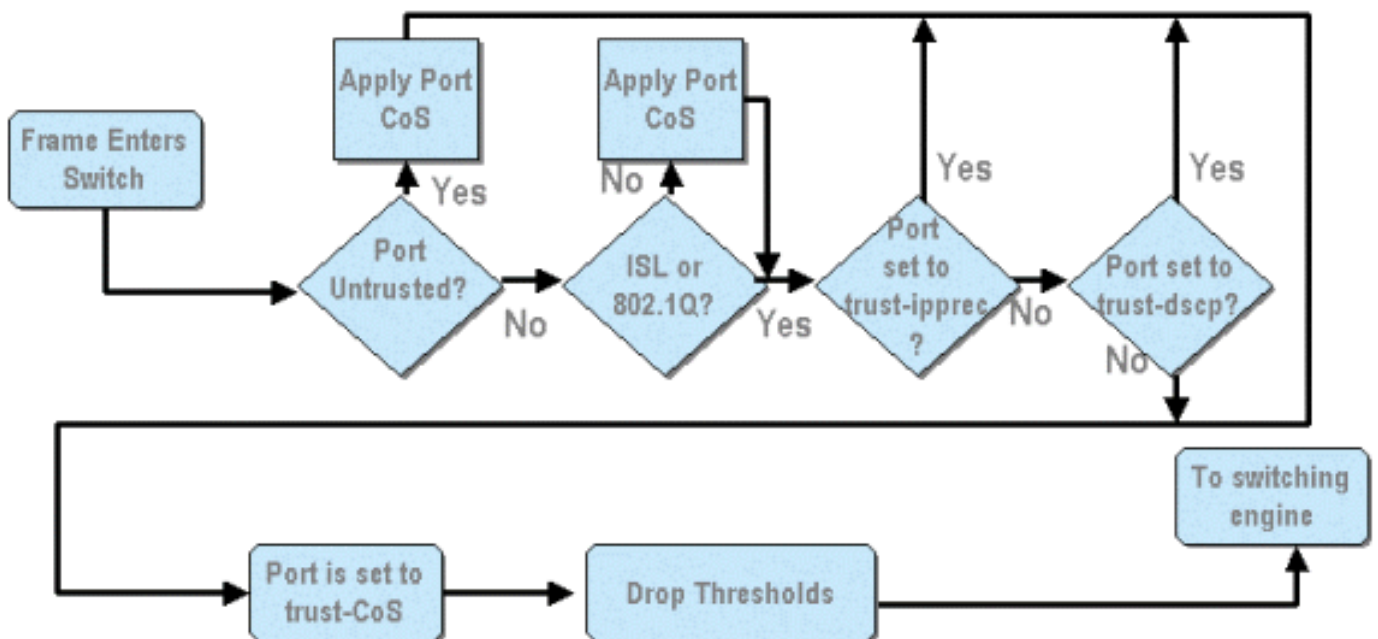 Frame Enters
Switch
Apply Port
CoS
Yes
Port
Untrusted?
No
Apply Port
CoS
No
ISL or
802.1Q?
Yes
Port
set to
trust-ipprec
?
Yes
No
Port set to
trust-dscp?
Yes
No
Port is set to
trust-CoS
Drop Thresholds
To switching
engine